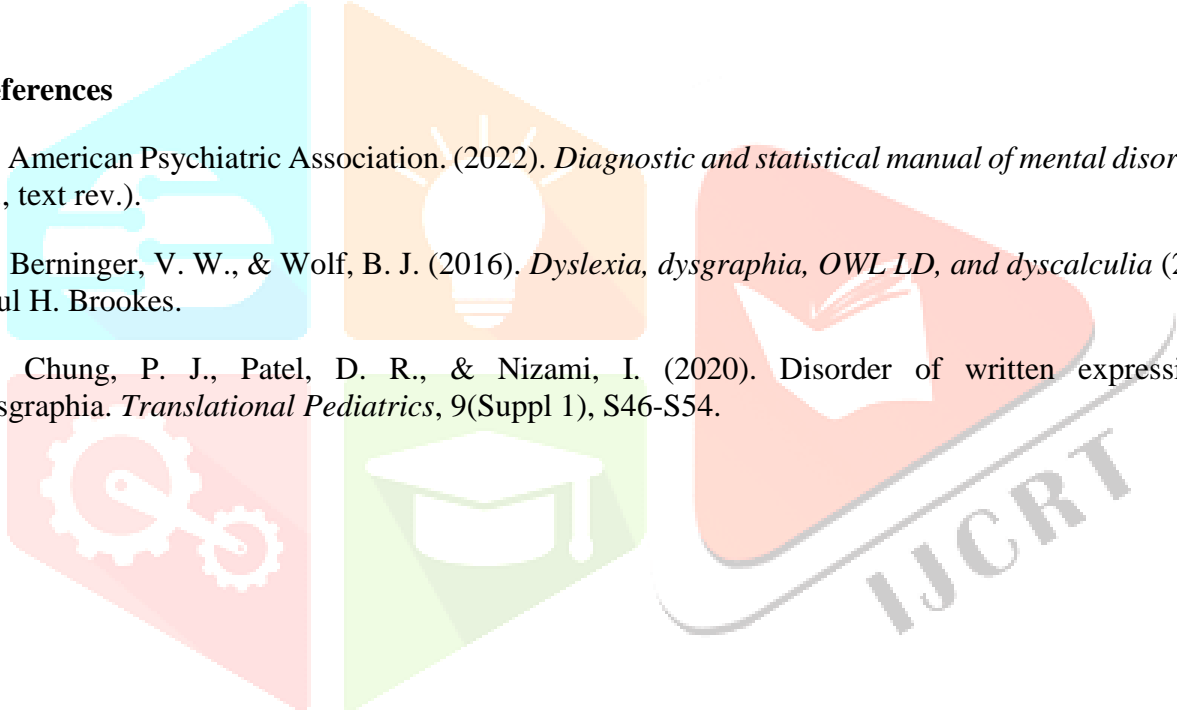 eferences
American Psychiatric Association. (2022). Diagnostic and statistical manual of mental disor
., text rev.).
Berninger, V. W., & Wolf, B. J. (2016). Dyslexia, dysgraphia, OWL LD, and dyscalculia (2
ul H. Brookes.
Chung, P. J., Patel, D. R., & Nizami, I. (2020). Disorder of written expressi
sgraphia. Translational Pediatrics, 9(Suppl 1), S46-S54.
IJCRT